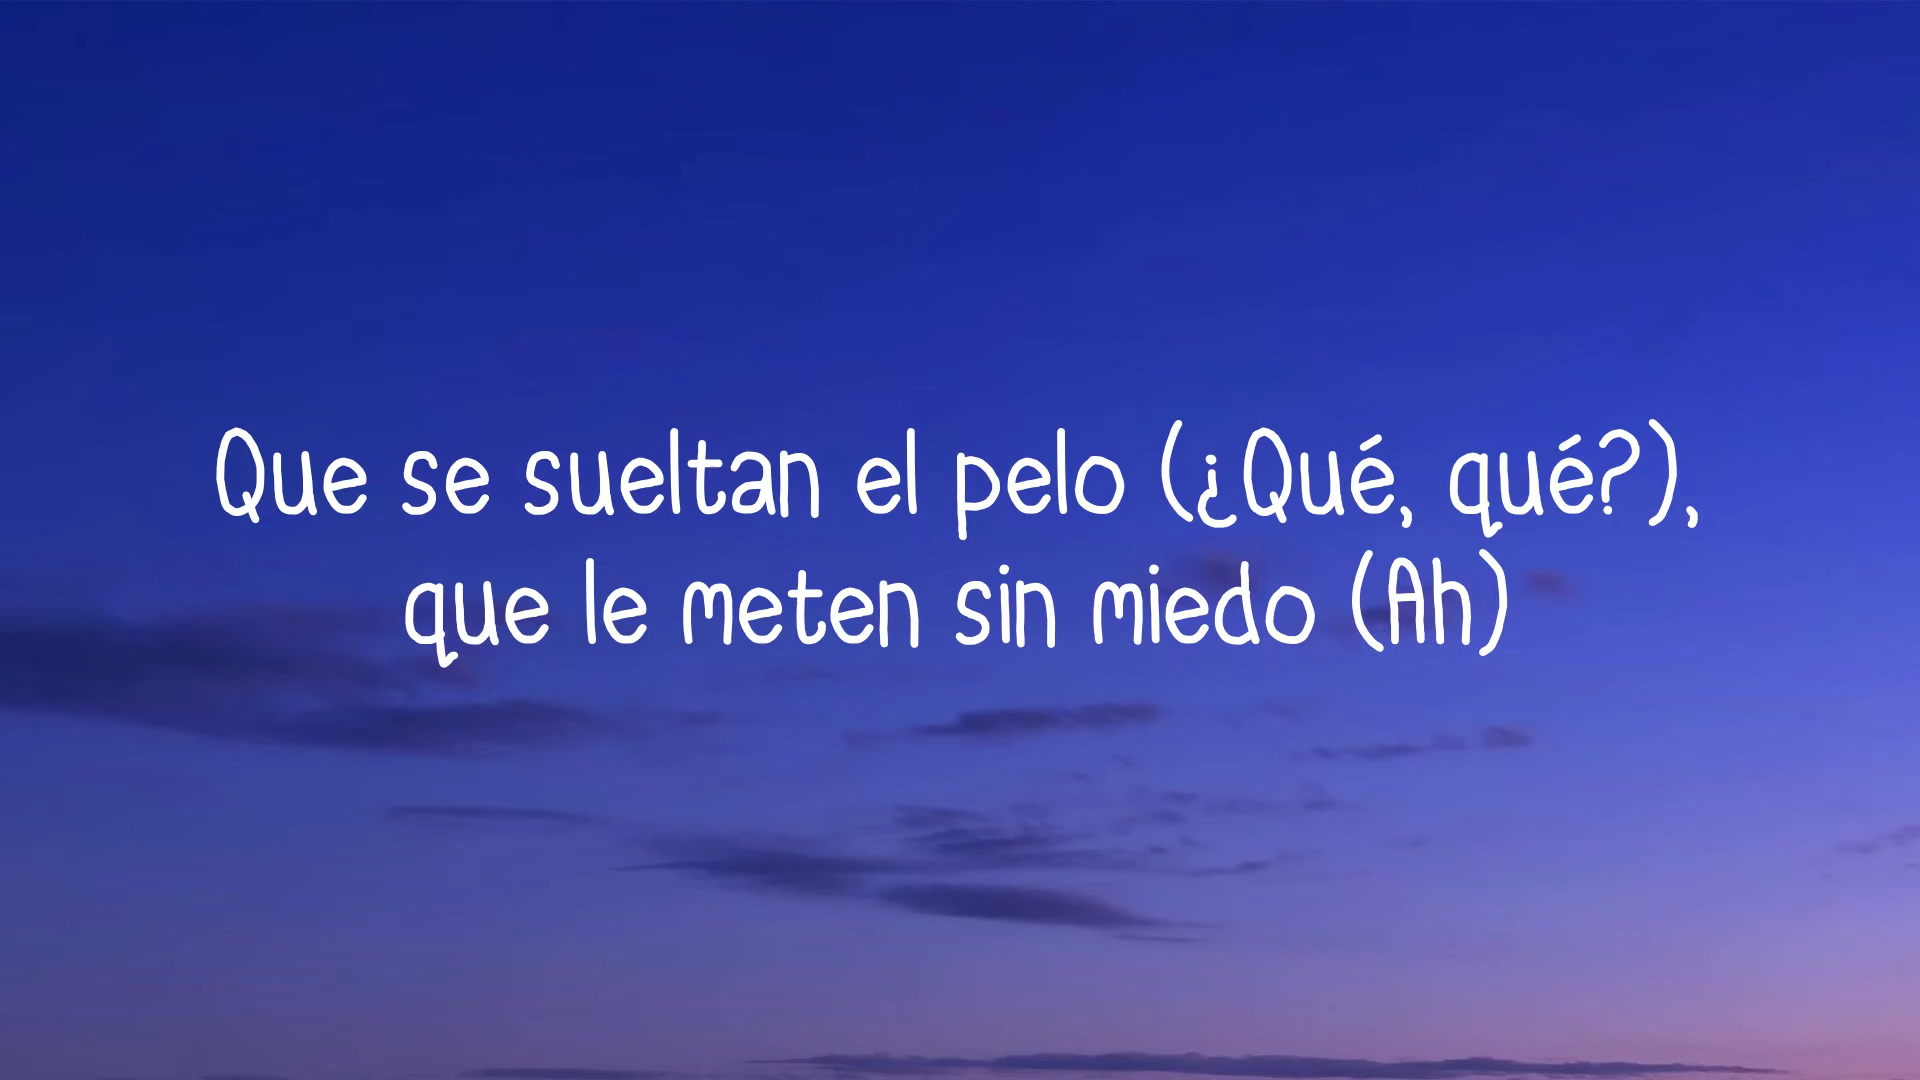 Que se sueltan el pelo (¿Qué, qué?),
que le meten sin miedo (Ah)